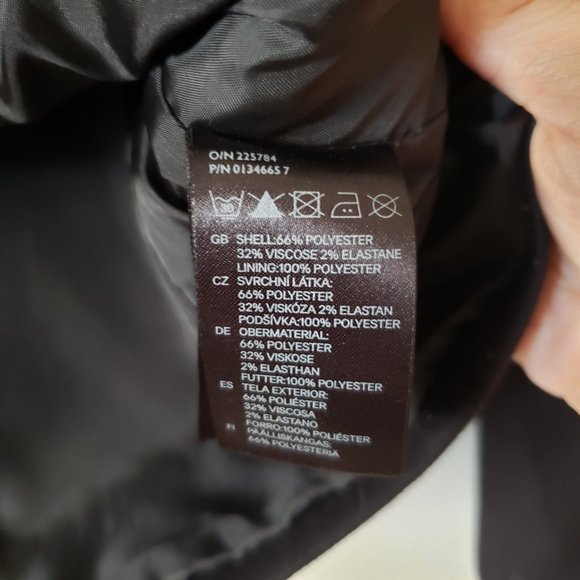 O/N 225784
P/N 0134665 7
30
GB SHELL:66% POLYESTER
32% VISCOSE 2% ELASTANE
LINING:100% POLYESTER
CZ SVRCHNÍ LÁTKA:
66% POLYESTER
32% VISKÓZA 2% ELASTAN
PODŠÍVKA:100% POLYESTER
DE OBERMATERIAL:
66% POLYESTER
32% VISKOSE
2% ELASTHAN
FUTTER:100% POLYESTER
ES TELA EXTERIOR:
66% POLIÉSTER
32% VISCOSA
2% ELASTANO
FORRO:100% POLIÉSTER
FI PÄÄLLISKANGAS:
66% POLYESTERIÄ